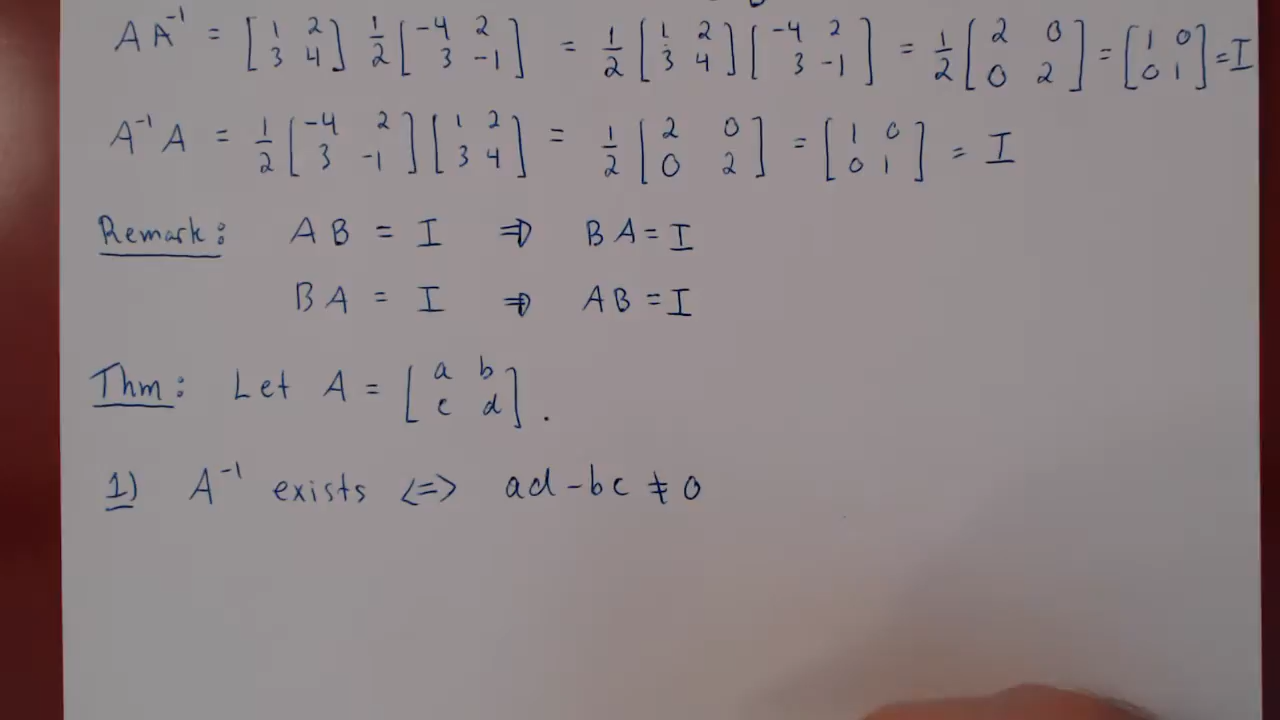 A A⁻¹ = [1 2; 3 4] 1/2 [-4 2; 3 -1] = 1/2 [1 2; 3 4] [-4 2; 3 -1] = 1/2 [2 0; 0 2] = [1 0; 0 1] = I
A⁻¹ A = 1/2 [-4 2; 3 -1] [1 2; 3 4] = 1/2 [2 0; 0 2] = [1 0; 0 1] = I
Remark: AB = I ⇒ BA = I
BA = I ⇒ AB = I
Thm: Let A = [a b; c d].
1) A⁻¹ exists <=> ad - bc ≠ 0